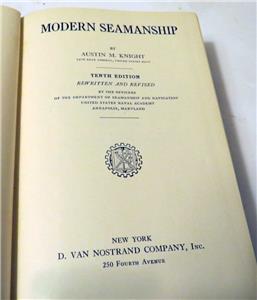 MODERN SEAMANSHIP
BY
AUSTIN M. KNIGHT
LATE REAR ADMIRAL, UNITED STATES NAVY
TENTH EDITION
REWRITTEN AND REVISED
BY THE OFFICERS
OF THE DEPARTMENT OF SEAMANSHIP AND NAVIGATION
UNITED STATES NAVAL ACADEMY
ANNAPOLIS, MARYLAND
NEW YORK
D. VAN NOSTRAND COMPANY, INC.
250 FOURTH AVENUE